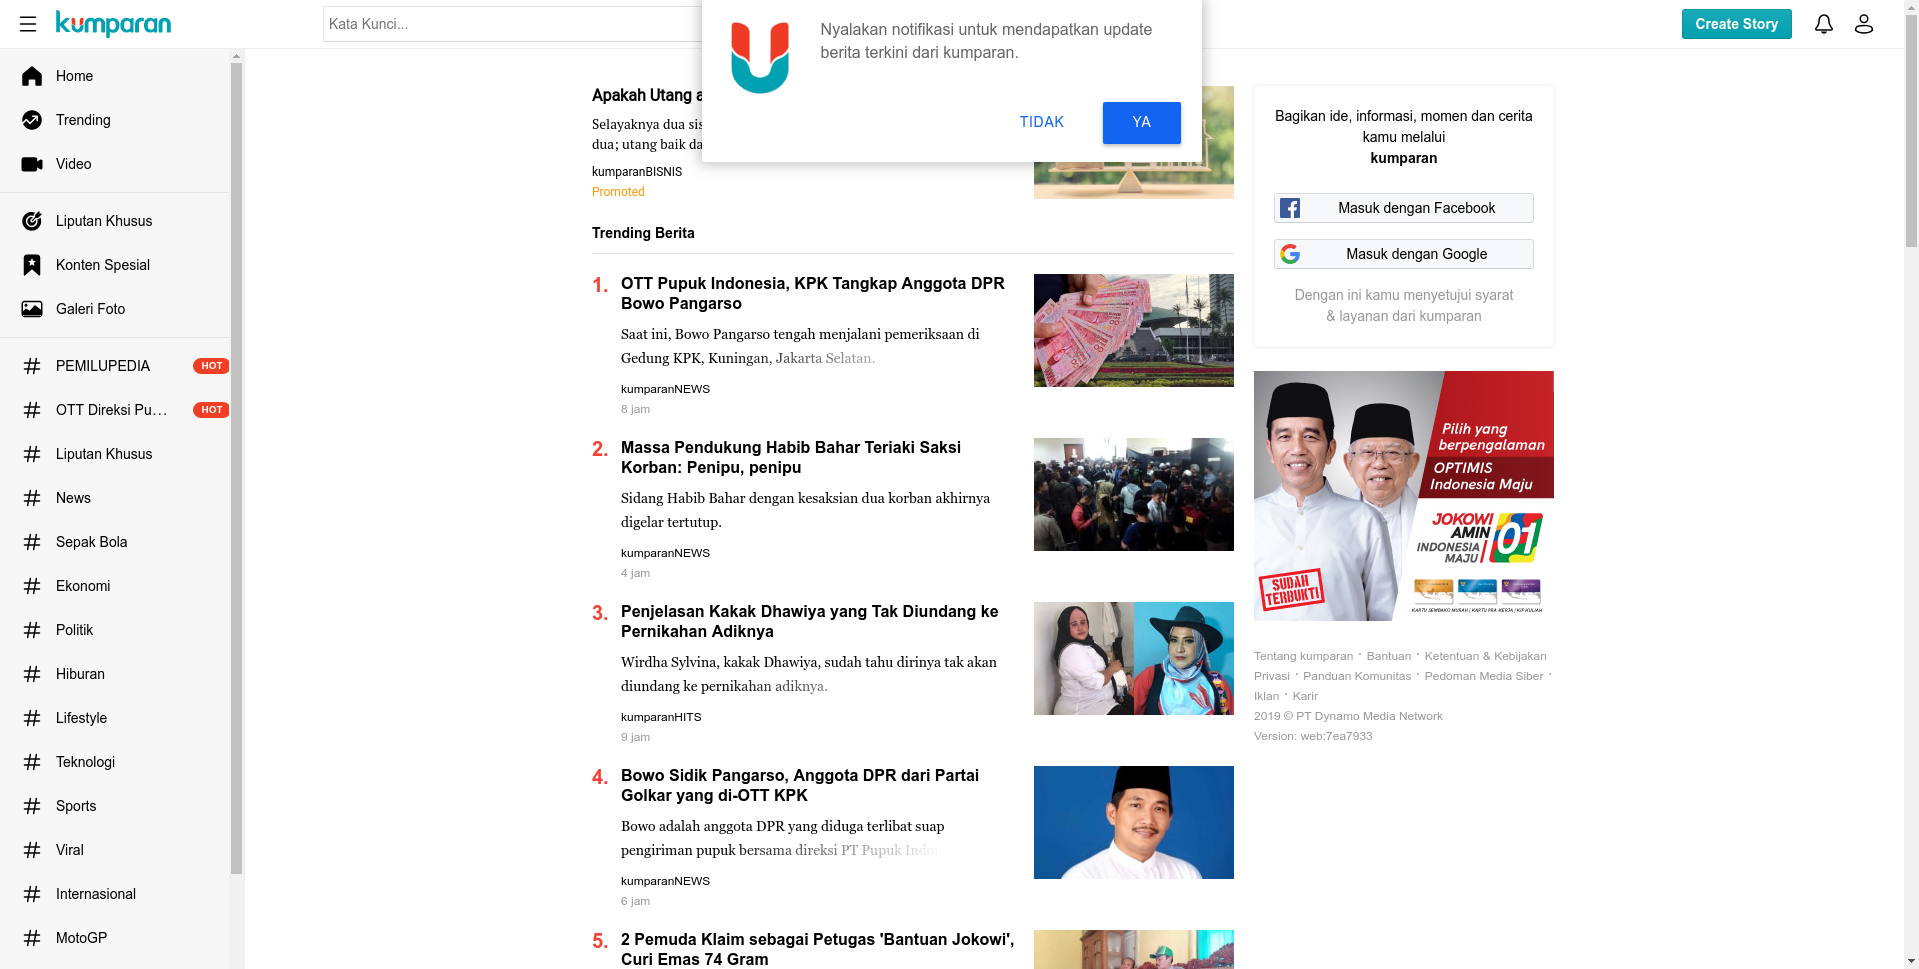 kumparan
Kata Kunci...
Nyalakan notifikasi untuk mendapatkan update
berita terkini dari kumparan.
TIDAK
YA
Create Story
Home
Trending
Video
Liputan Khusus
Konten Spesial
Galeri Foto
PEMILUPEDIA
HOT
OTT Direksi Pu...
HOT
Liputan Khusus
News
Sepak Bola
Ekonomi
Politik
Hiburan
Lifestyle
Teknologi
Sports
Viral
Internasional
MotoGP
Apakah Utang a
Selayaknya dua sis
dua; utang baik da
kumparanBISNIS
Promoted
Trending Berita
1. OTT Pupuk Indonesia, KPK Tangkap Anggota DPR
Bowo Pangarso
Saat ini, Bowo Pangarso tengah menjalani pemeriksaan di
Gedung KPK, Kuningan, Jakarta Selatan.
kumparanNEWS
8 jam
2. Massa Pendukung Habib Bahar Teriaki Saksi
Korban: Penipu, penipu
Sidang Habib Bahar dengan kesaksian dua korban akhirnya
digelar tertutup.
kumparanNEWS
4 jam
3. Penjelasan Kakak Dhawiya yang Tak Diundang ke
Pernikahan Adiknya
Wirdha Sylvina, kakak Dhawiya, sudah tahu dirinya tak akan
diundang ke pernikahan adiknya.
kumparanHITS
9 jam
4. Bowo Sidik Pangarso, Anggota DPR dari Partai
Golkar yang di-OTT KPK
Bowo adalah anggota DPR yang diduga terlibat suap
pengiriman pupuk bersama direksi PT Pupuk Indo
kumparanNEWS
6 jam
5. 2 Pemuda Klaim sebagai Petugas 'Bantuan Jokowi',
Curi Emas 74 Gram
Bagikan ide, informasi, momen dan cerita
kamu melalui
kumparan
Masuk dengan Facebook
Masuk dengan Google
Dengan ini kamu menyetujui syarat
& layanan dari kumparan
Pilih yang
berpengalaman
OPTIMIS
Indonesia Maju
JOKOWI
AMIN
INDONESIA
MAJU
01
SUDAH
TERBUKTI
KARTU SEMBAKO MURAH | KARTU PRA-KERJA | KIP KULIAH
Tentang kumparan · Bantuan · Ketentuan & Kebijakan
Privasi · Panduan Komunitas · Pedoman Media Siber ·
Iklan · Karir
2019 © PT Dynamo Media Network
Version: web:7ea7933